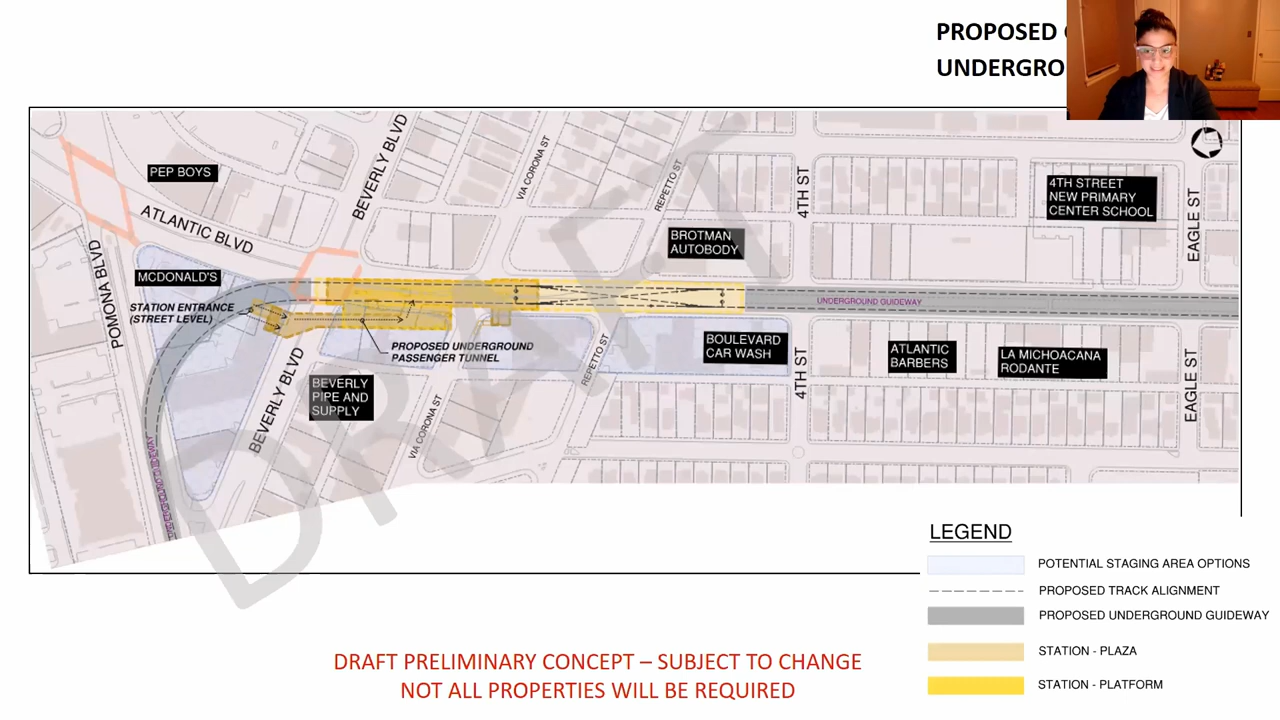 PROPOSED
UNDERGRO
PEP BOYS
BEVERLY BLVD
VIA CORONA ST
REPETTO ST
4TH ST
4TH STREET
NEW PRIMARY
CENTER SCHOOL
EAGLE ST
ATLANTIC BLVD
BROTMAN
AUTOBODY
POMONA BLVD
MCDONALD'S
STATION ENTRANCE
(STREET LEVEL)
UNDERGROUND GUIDEWAY
PROPOSED UNDERGROUND
PASSENGER TUNNEL
BOULEVARD
CAR WASH
ATLANTIC
BARBERS
LA MICHOACANA
RODANTE
BEVERLY
PIPE AND
SUPPLY
BEVERLY BLVD
VIA CORONA ST
REPETTO ST
4TH ST
EAGLE ST
DRAFT
LEGEND
POTENTIAL STAGING AREA OPTIONS
PROPOSED TRACK ALIGNMENT
PROPOSED UNDERGROUND GUIDEWAY
STATION - PLAZA
STATION - PLATFORM
DRAFT PRELIMINARY CONCEPT – SUBJECT TO CHANGE
NOT ALL PROPERTIES WILL BE REQUIRED